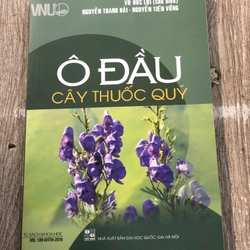 VNU
VŨ ĐỨC LỢI (CHỦ BIÊN)
NGUYỄN THANH HẢI - NGUYỄN TIẾN VỮNG
Ô ĐẦU
CÂY THUỐC QUÝ
NHÀ XUẤT BẢN ĐẠI HỌC QUỐC GIA HÀ NỘI